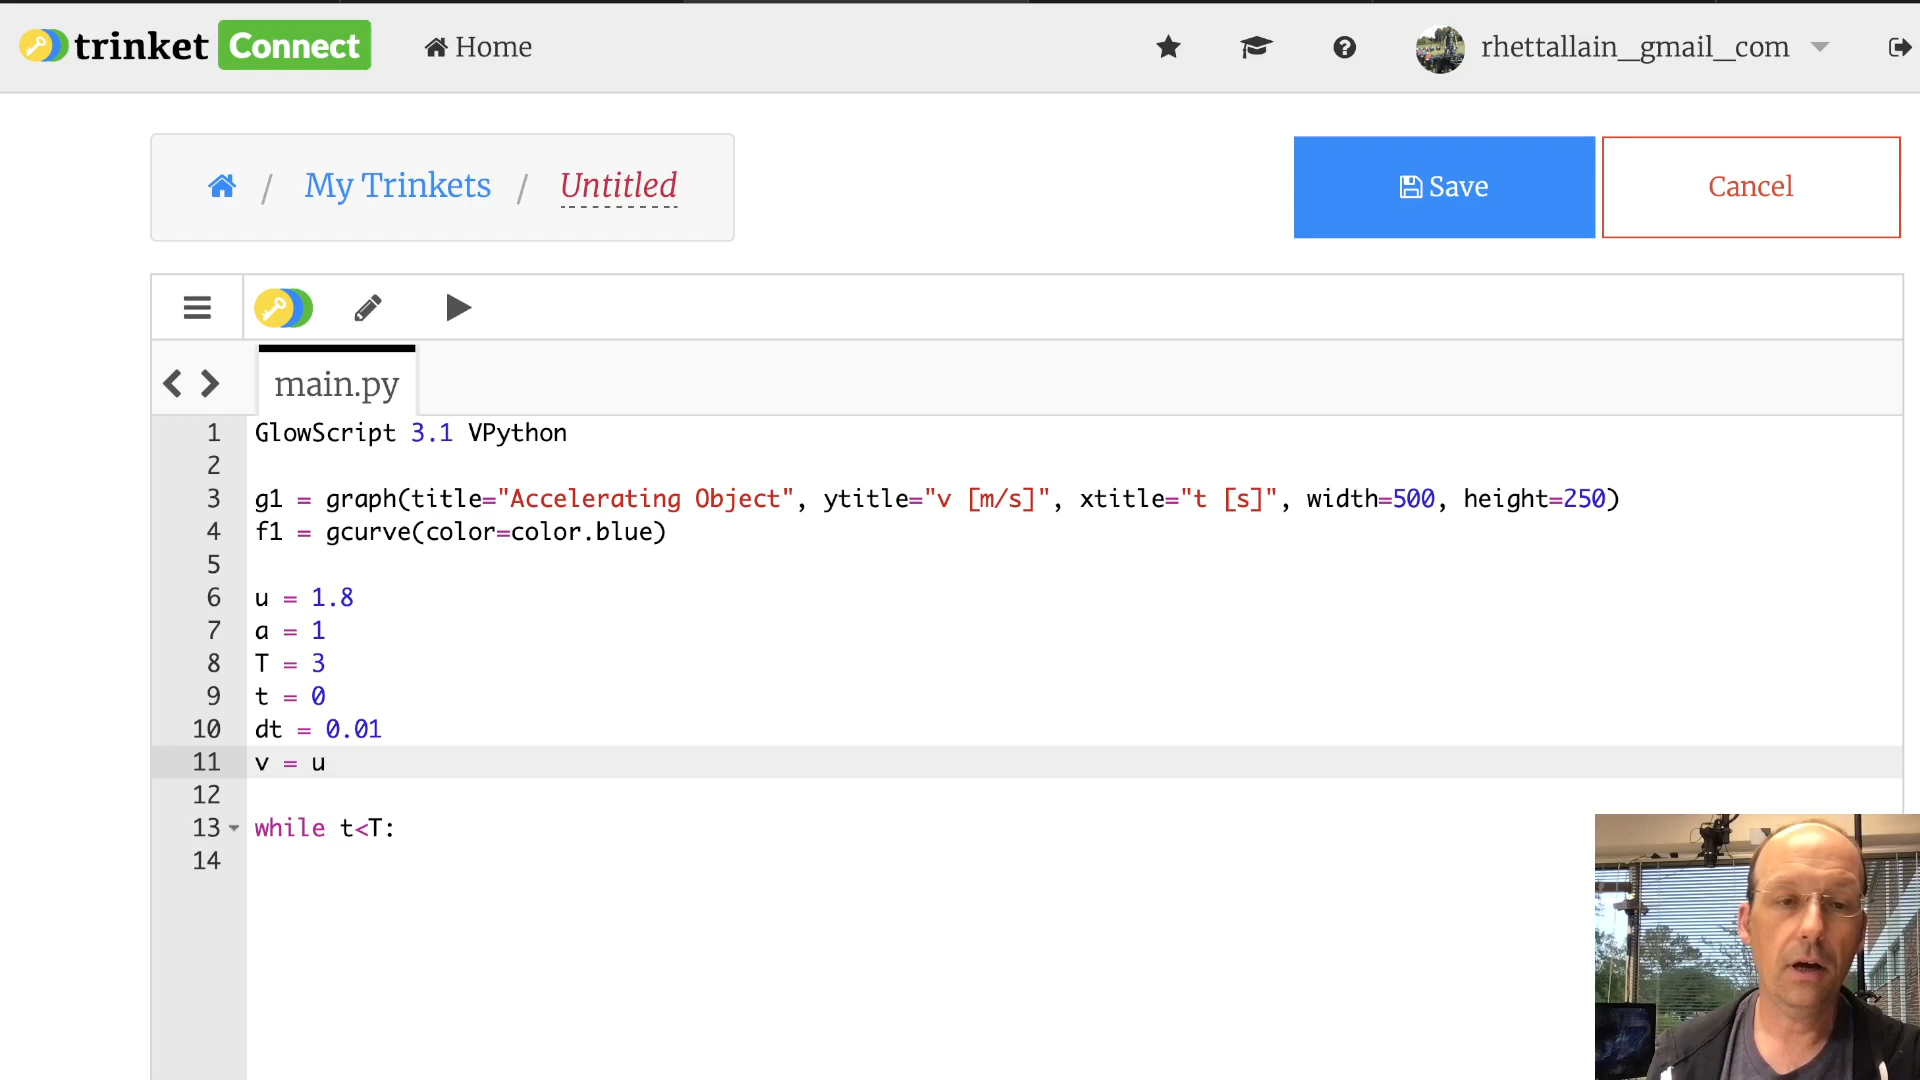 trinket Connect Home rhettallain_gmail_com
My Trinkets / Untitled Save Cancel
main.py
1 GlowScript 3.1 VPython
2
3 g1 = graph(title="Accelerating Object", ytitle="v [m/s]", xtitle="t [s]", width=500, height=250)
4 f1 = gcurve(color=color.blue)
5
6 u = 1.8
7 a = 1
8 T = 3
9 t = 0
10 dt = 0.01
11 v = u
12
13 while t<T:
14